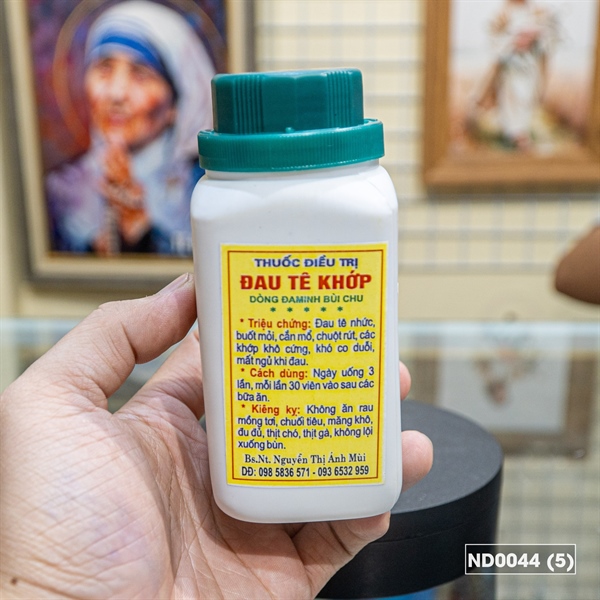 THUỐC ĐIỀU TRỊ
ĐAU TÊ KHỚP
DÒNG ĐAMINH BÙI CHU
* * * * *
* Triệu chứng: Đau tê nhức,
buốt mỏi, cắn mổ, chuột rút, các
khớp khô cứng, khó co duỗi,
mất ngủ khi đau.
* Cách dùng: Ngày uống 3
lần, mỗi lần 30 viên vào sau các
bữa ăn.
* Kiêng kỵ: Không ăn rau
mồng tơi, chuối tiêu, măng khô,
đu đủ, thịt chó, thịt gà, không lội
xuống bùn.
Bs.Nt. Nguyễn Thị Ánh Mùi
DĐ: 098 5836 571 - 093 6532 959
ND0044 (5)